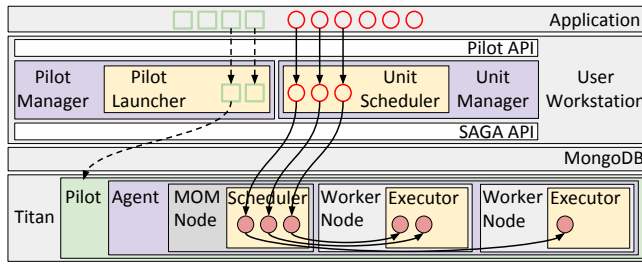 Application
Pilot API
Pilot
Manager
Pilot
Launcher
Unit
Scheduler
Unit
Manager
User
Workstation
SAGA API
MongoDB
Titan
Pilot
Agent
MOM
Node
Scheduler
Worker
Node
Executor
Worker
Node
Executor